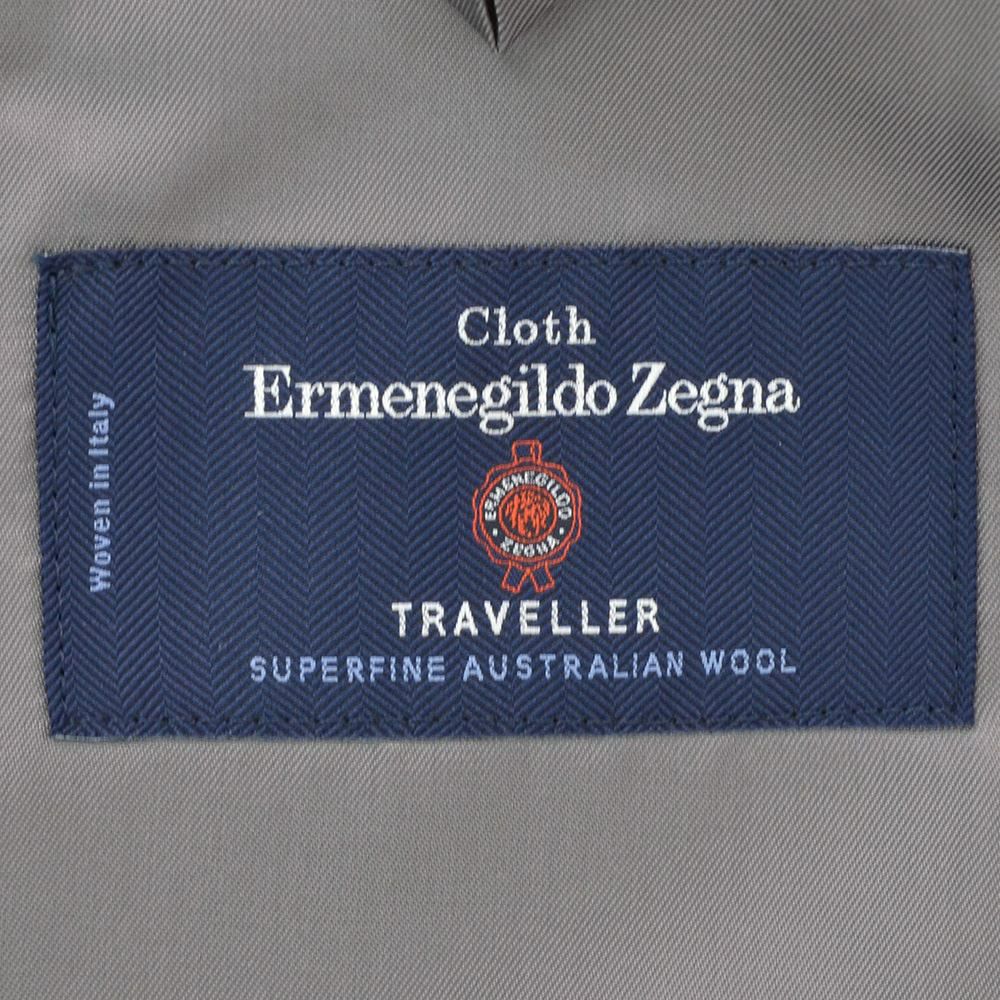 Cloth
Ermenegildo Zegna
ERMENEGILDO
ZEGNA
TRAVELLER
SUPERFINE AUSTRALIAN WOOL
Woven in Italy